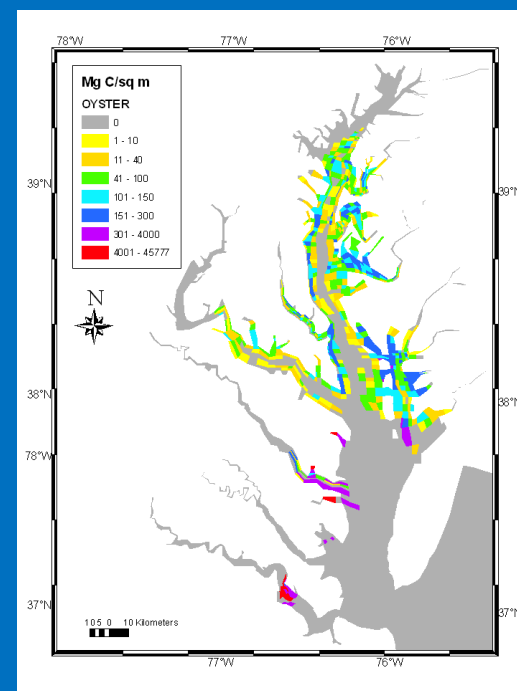 78°W
77°W
76°W
Mg C/sq m
OYSTER
0
1 - 10
11 - 40
41 - 100
101 - 150
151 - 300
301 - 4000
4001 - 45777
39°N
39°N
N
38°N
38°N
78°W
37°N
37°N
10 5 0 10 Kilometers
77°W
76°W